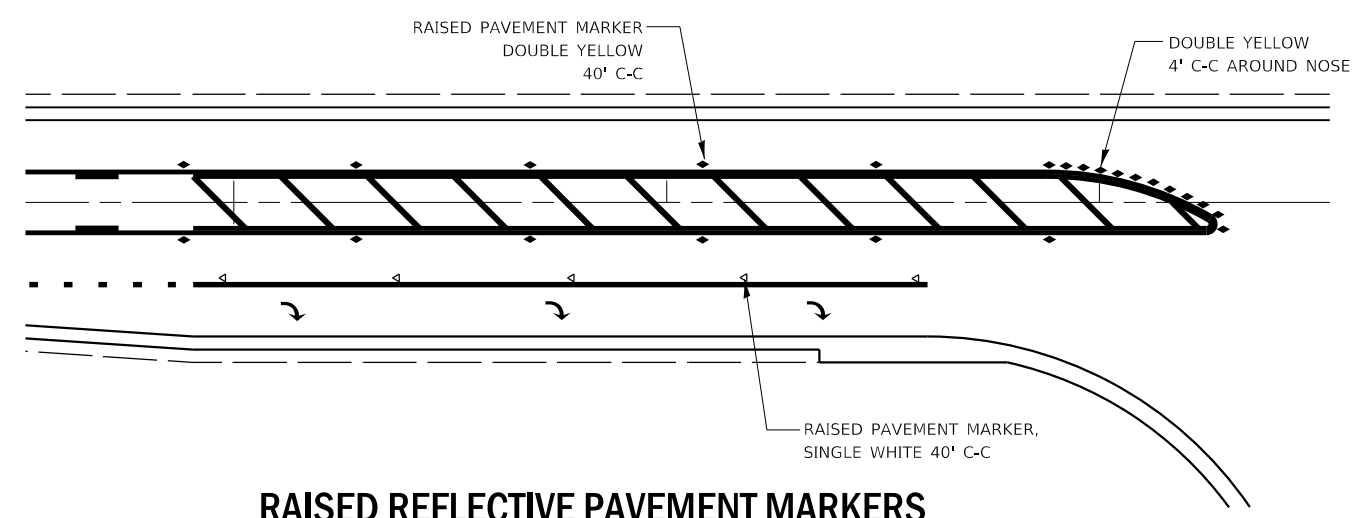 RAISED PAVEMENT MARKER
DOUBLE YELLOW
40' C-C
DOUBLE YELLOW
4' C-C AROUND NOSE
RAISED PAVEMENT MARKER,
SINGLE WHITE 40' C-C
RAISED REFLECTIVE PAVEMENT MARKERS